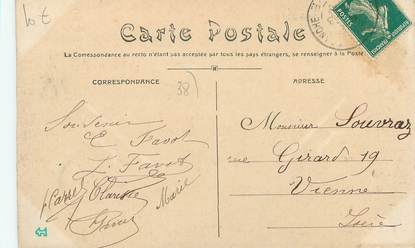 lot
Carte Postale
La Correspondance au recto n'étant pas acceptée par tous les pays étrangers, se renseigner à la Poste
CORRESPONDANCE
ADRESSE
38
Souvenir
E Favot
L. Favot
Marie
Monsieur Souvraz
rue Girard 19
Vienne
Isère